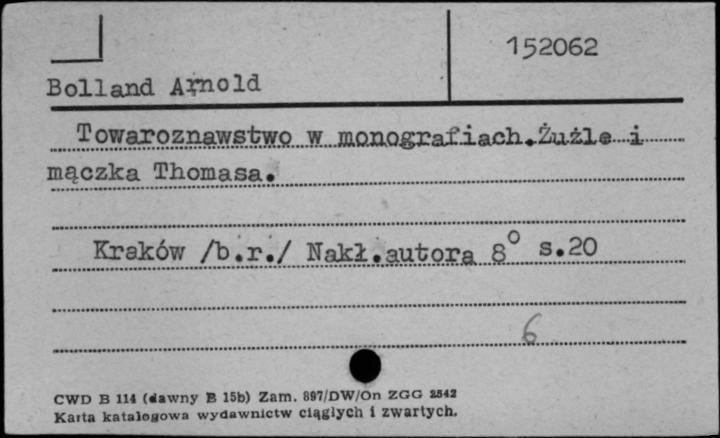 152062
Bolland Arnold
Towaroznawstwo w monografiach.Żużle i
mączka Thomasa.
Kraków /b.r./ Nakł.autora 8° s.20
6
CWD B 114 (dawny B 15b) Zam. 897/DW/On ZGG 2542
Karta katalogowa wydawnictw ciągłych i zwartych.